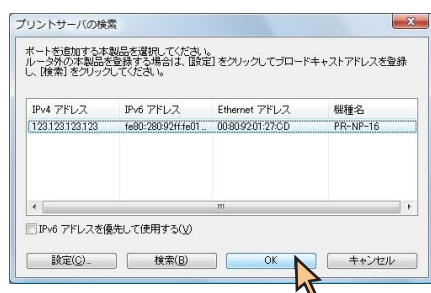 プリントサーバの検索
ポートを追加する本製品を選択してください。
ルータ外の本製品を登録する場合は、[設定]をクリックしてブロードキャストアドレスを登録
し、[検索]をクリックしてください。
IPv4 アドレス IPv6 アドレス Ethernet アドレス 機種名
123.123.123.123 fe80::280:92ff:fe01... 00:80:92:01:27:CD PR-NP-16
IPv6 アドレスを優先して使用する(V)
設定(C)... 検索(B) OK キャンセル